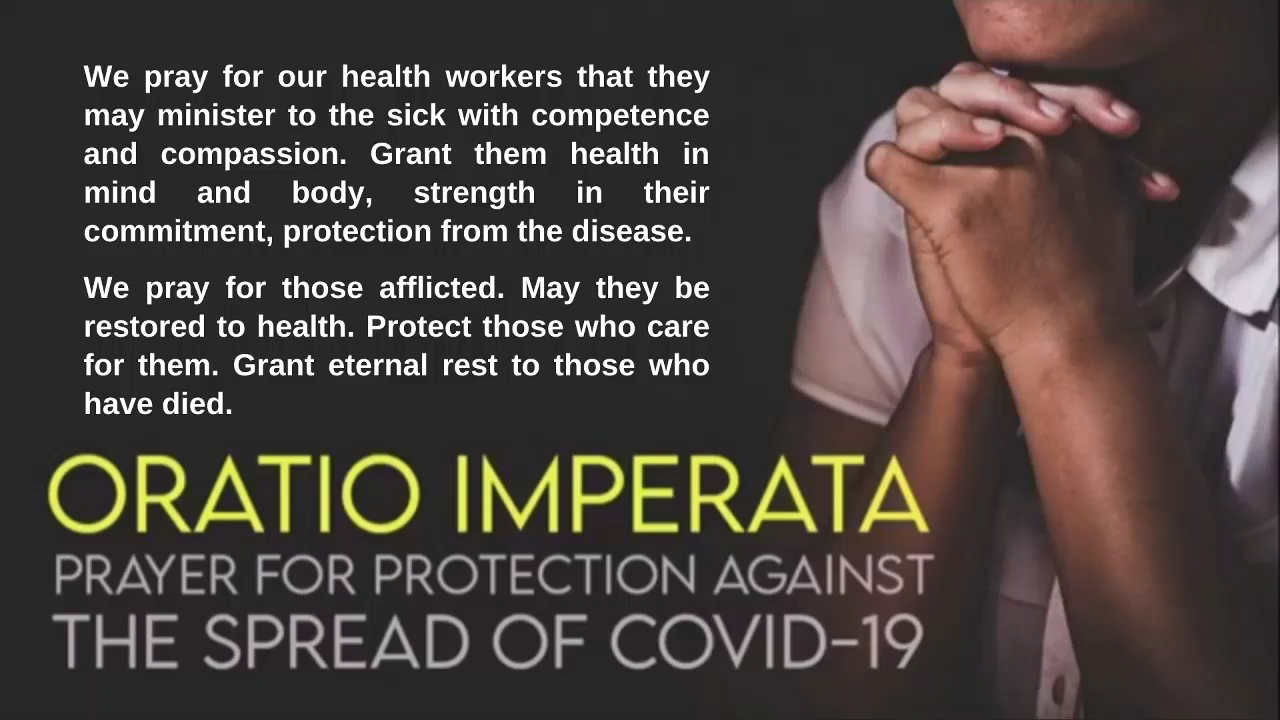 We pray for our health workers that they
may minister to the sick with competence
and compassion. Grant them health in
mind and body, strength in their
commitment, protection from the disease.
We pray for those afflicted. May they be
restored to health. Protect those who care
for them. Grant eternal rest to those who
have died.
ORATIO IMPERATA
PRAYER FOR PROTECTION AGAINST
THE SPREAD OF COVID-19